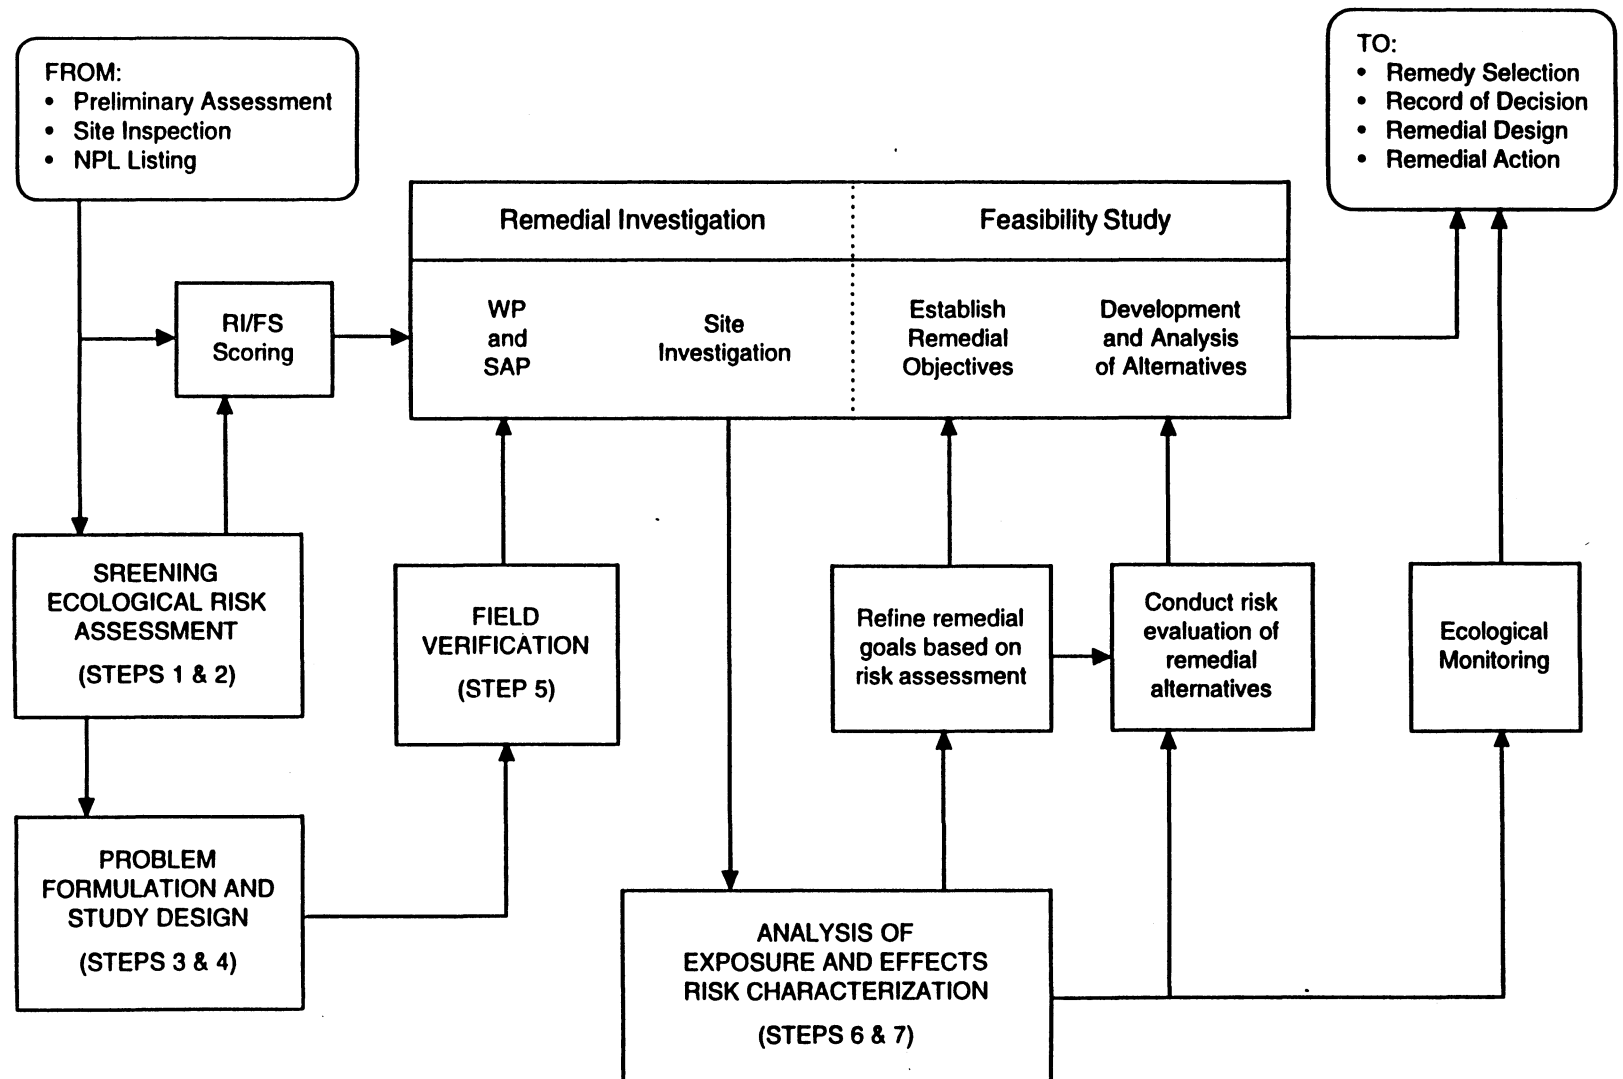 FROM:
• Preliminary Assessment
• Site Inspection
• NPL Listing
TO:
• Remedy Selection
• Record of Decision
• Remedial Design
• Remedial Action
Remedial Investigation
Feasibility Study
RI/FS
Scoring
WP
and
SAP
Site
Investigation
Establish
Remedial
Objectives
Development
and Analysis
of Alternatives
SREENING
ECOLOGICAL RISK
ASSESSMENT
(STEPS 1 & 2)
FIELD
VERIFICATION
(STEP 5)
Refine remedial
goals based on
risk assessment
Conduct risk
evaluation of
remedial
alternatives
Ecological
Monitoring
PROBLEM
FORMULATION AND
STUDY DESIGN
(STEPS 3 & 4)
ANALYSIS OF
EXPOSURE AND EFFECTS
RISK CHARACTERIZATION
(STEPS 6 & 7)